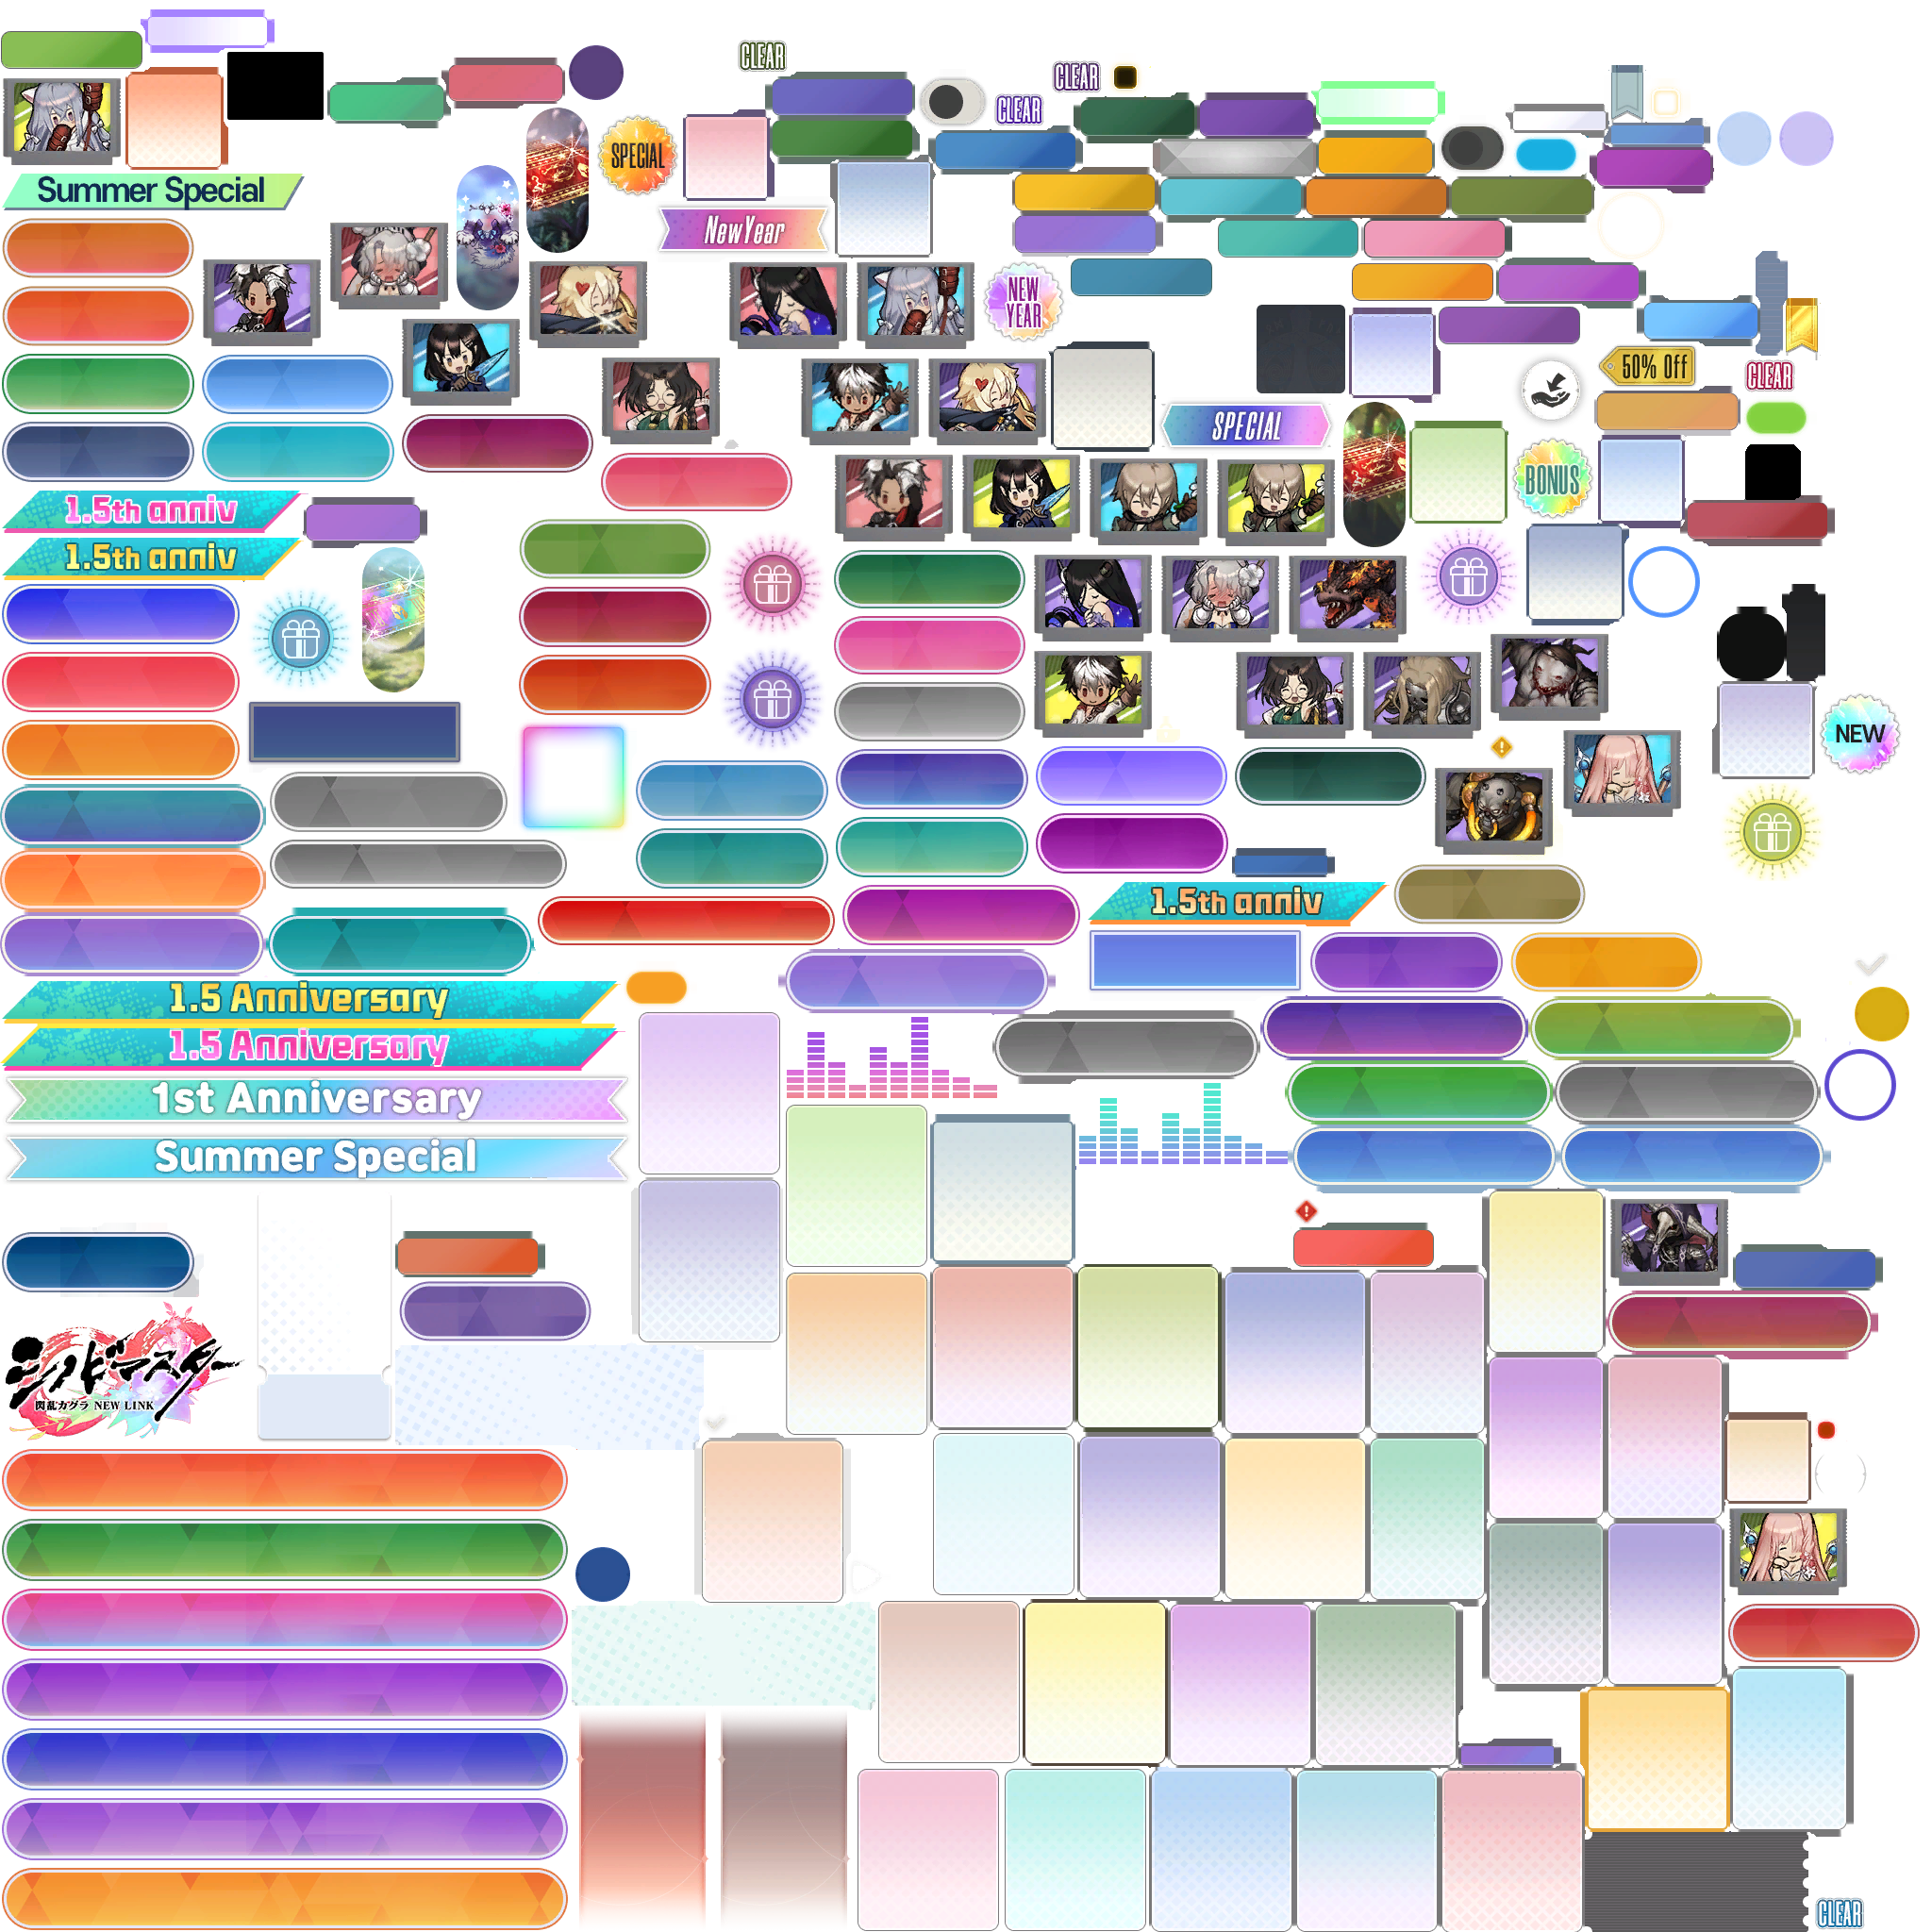 CLEAR
CLEAR
CLEAR
SPECIAL
Summer Special
NewYear
NEW
YEAR
50% Off
CLEAR
SPECIAL
BONUS
1.5th anniv
1.5th anniv
NEW
1.5th anniv
1.5 Anniversary
1.5 Anniversary
1st Anniversary
Summer Special
シノビマスター
閃乱カグラ NEW LINK
CLEAR